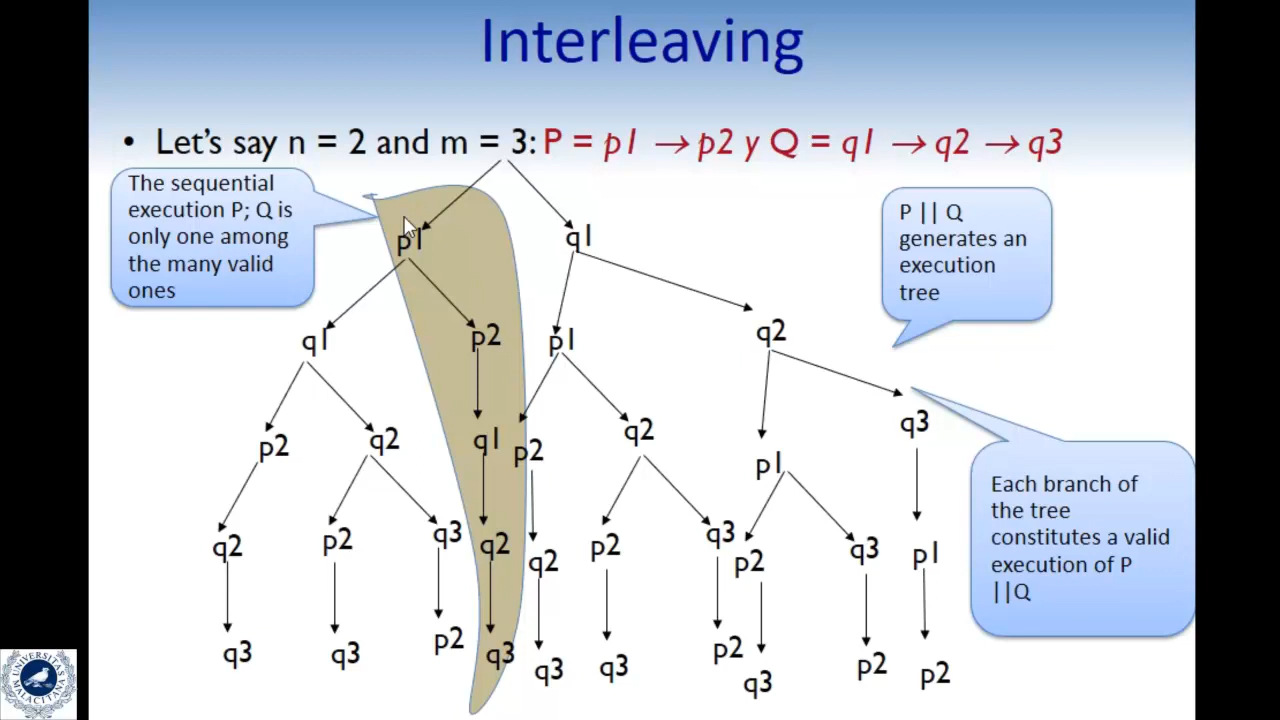 Interleaving
• Let's say n = 2 and m = 3: P = p1 → p2 y Q = q1 → q2 → q3
The sequential
execution P; Q is
only one among
the many valid
ones
P || Q
generates an
execution
tree
p1 q1
q1 p2 p1 q2
p2 q2 q1 p2 q2 p1 q3
q2 p2 q3 q2 q2 p2 q3 p2 q3 p1
q3 q3 p2 q3 q3 q3 p2 q3 p2 p2
Each branch of
the tree
constitutes a valid
execution of P
||Q
UNIVERSITAS
MALACITANA